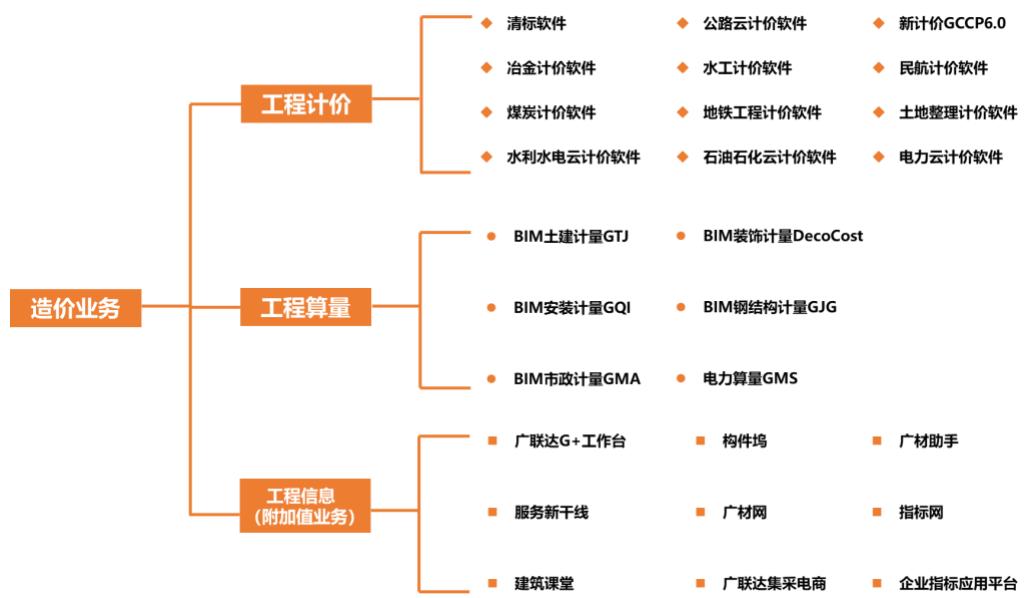 造价业务
工程计价
清标软件
公路云计价软件
新计价GCCP6.0
冶金计价软件
水工计价软件
民航计价软件
煤炭计价软件
地铁工程计价软件
土地整理计价软件
水利水电云计价软件
石油石化云计价软件
电力云计价软件
工程算量
BIM土建计量GTJ
BIM装饰计量DecoCost
BIM安装计量GQI
BIM钢结构计量GJG
BIM市政计量GMA
电力算量GMS
工程信息
（附加值业务）
广联达G+工作台
构件坞
广材助手
服务新干线
广材网
指标网
建筑课堂
广联达集采电商
企业指标应用平台